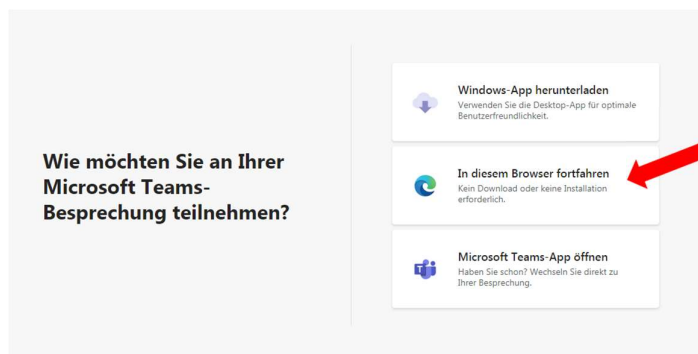 Wie möchten Sie an Ihrer
Microsoft Teams-
Besprechung teilnehmen?
Windows-App herunterladen
Verwenden Sie die Desktop-App für optimale
Benutzerfreundlichkeit.
In diesem Browser fortfahren
Kein Download oder keine Installation
erforderlich.
Microsoft Teams-App öffnen
Haben Sie schon? Wechseln Sie direkt zu
Ihrer Besprechung.